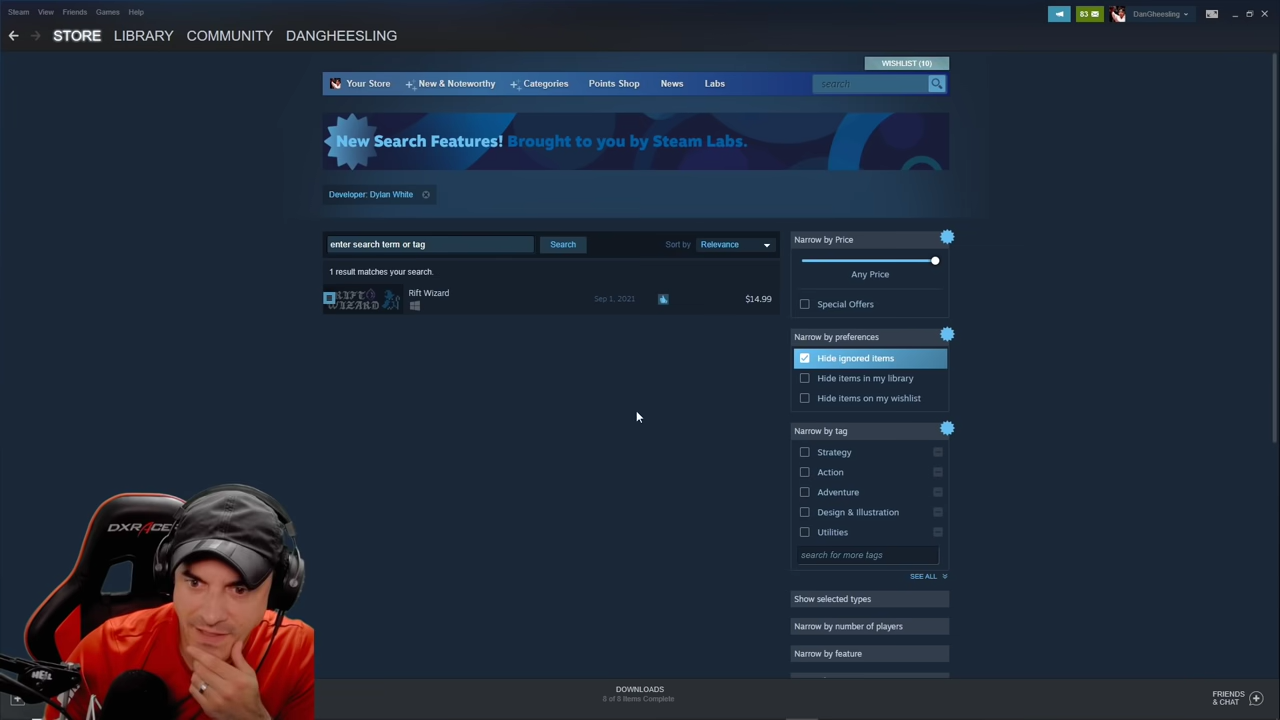 Steam View Friends Games Help
83 DanGheesling
STORE LIBRARY COMMUNITY DANGHEESLING
WISHLIST (10)
Your Store New & Noteworthy Categories Points Shop News Labs search
New Search Features! Brought to you by Steam Labs.
Developer: Dylan White
enter search term or tag Search Sort by Relevance
1 result matches your search.
RIFT WIZARD
Rift Wizard Sep 1, 2021 $14.99
Narrow by Price
Any Price
Special Offers
Narrow by preferences
Hide ignored items
Hide items in my library
Hide items on my wishlist
Narrow by tag
Strategy
Action
Adventure
Design & Illustration
Utilities
search for more tags
SEE ALL
Show selected types
Narrow by number of players
Narrow by feature
DXRACER
NEIL
DOWNLOADS
8 of 8 Items Complete
FRIENDS
& CHAT